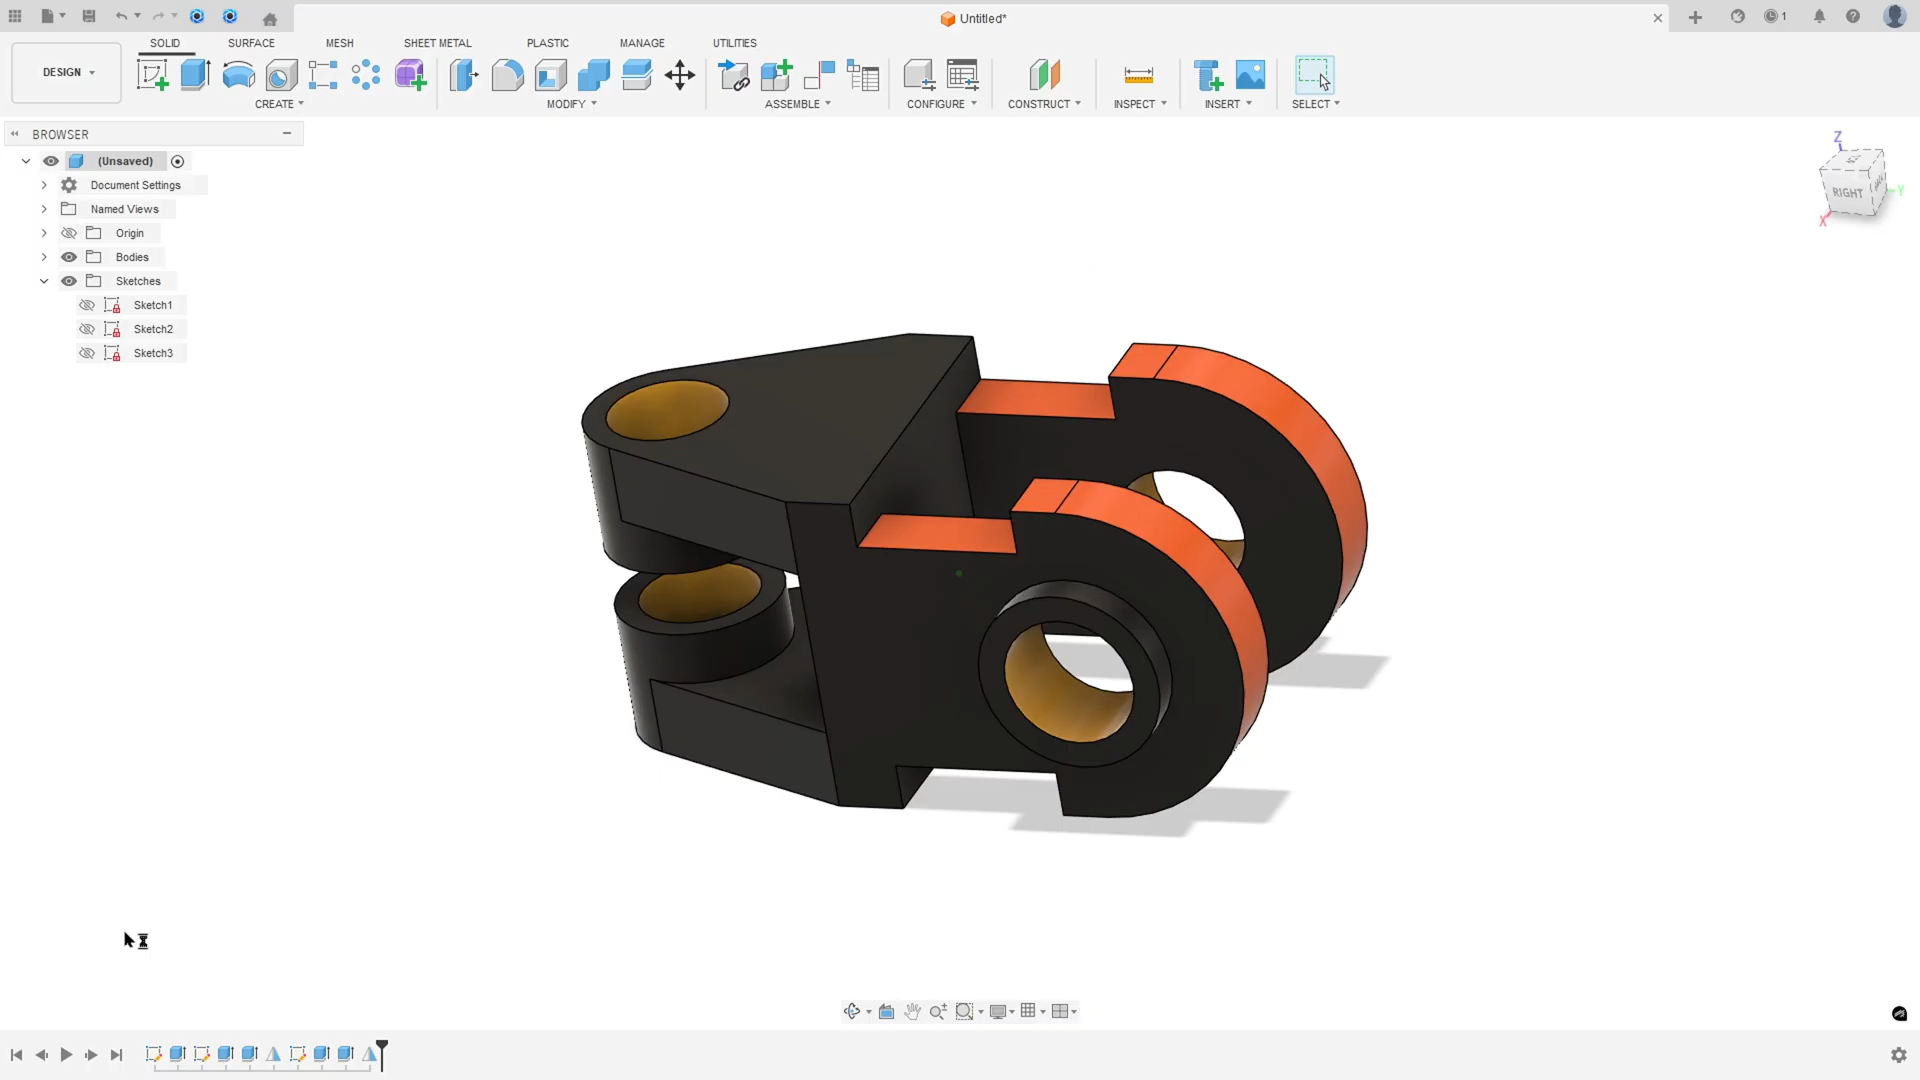 Untitled*
1
SOLID SURFACE MESH SHEET METAL PLASTIC MANAGE UTILITIES
DESIGN
CREATE MODIFY ASSEMBLE CONFIGURE CONSTRUCT INSPECT INSERT SELECT
BROWSER
(Unsaved)
Document Settings
Named Views
Origin
Bodies
Sketches
Sketch1
Sketch2
Sketch3
Z
RIGHT
Y
X